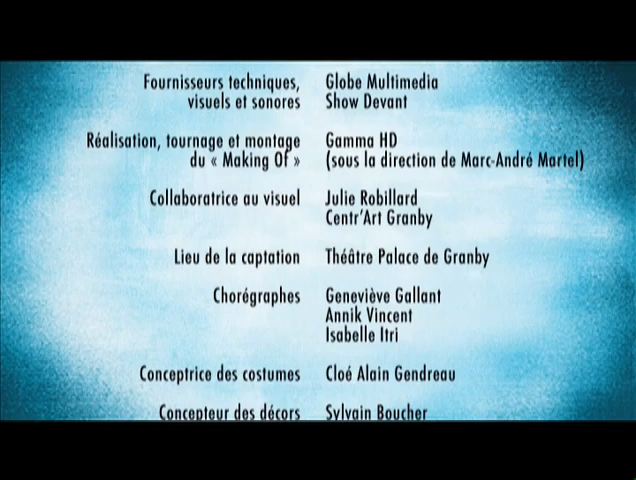 Fournisseurs techniques, Globe Multimedia
visuels et sonores Show Devant
Réalisation, tournage et montage Gamma HD
du « Making Of » (sous la direction de Marc-André Martel)
Collaboratrice au visuel Julie Robillard
Centr'Art Granby
Lieu de la captation Théâtre Palace de Granby
Chorégraphes Geneviève Gallant
Annik Vincent
Isabelle Itri
Conceptrice des costumes Cloé Alain Gendreau
Concepteur des décors Sylvain Boucher